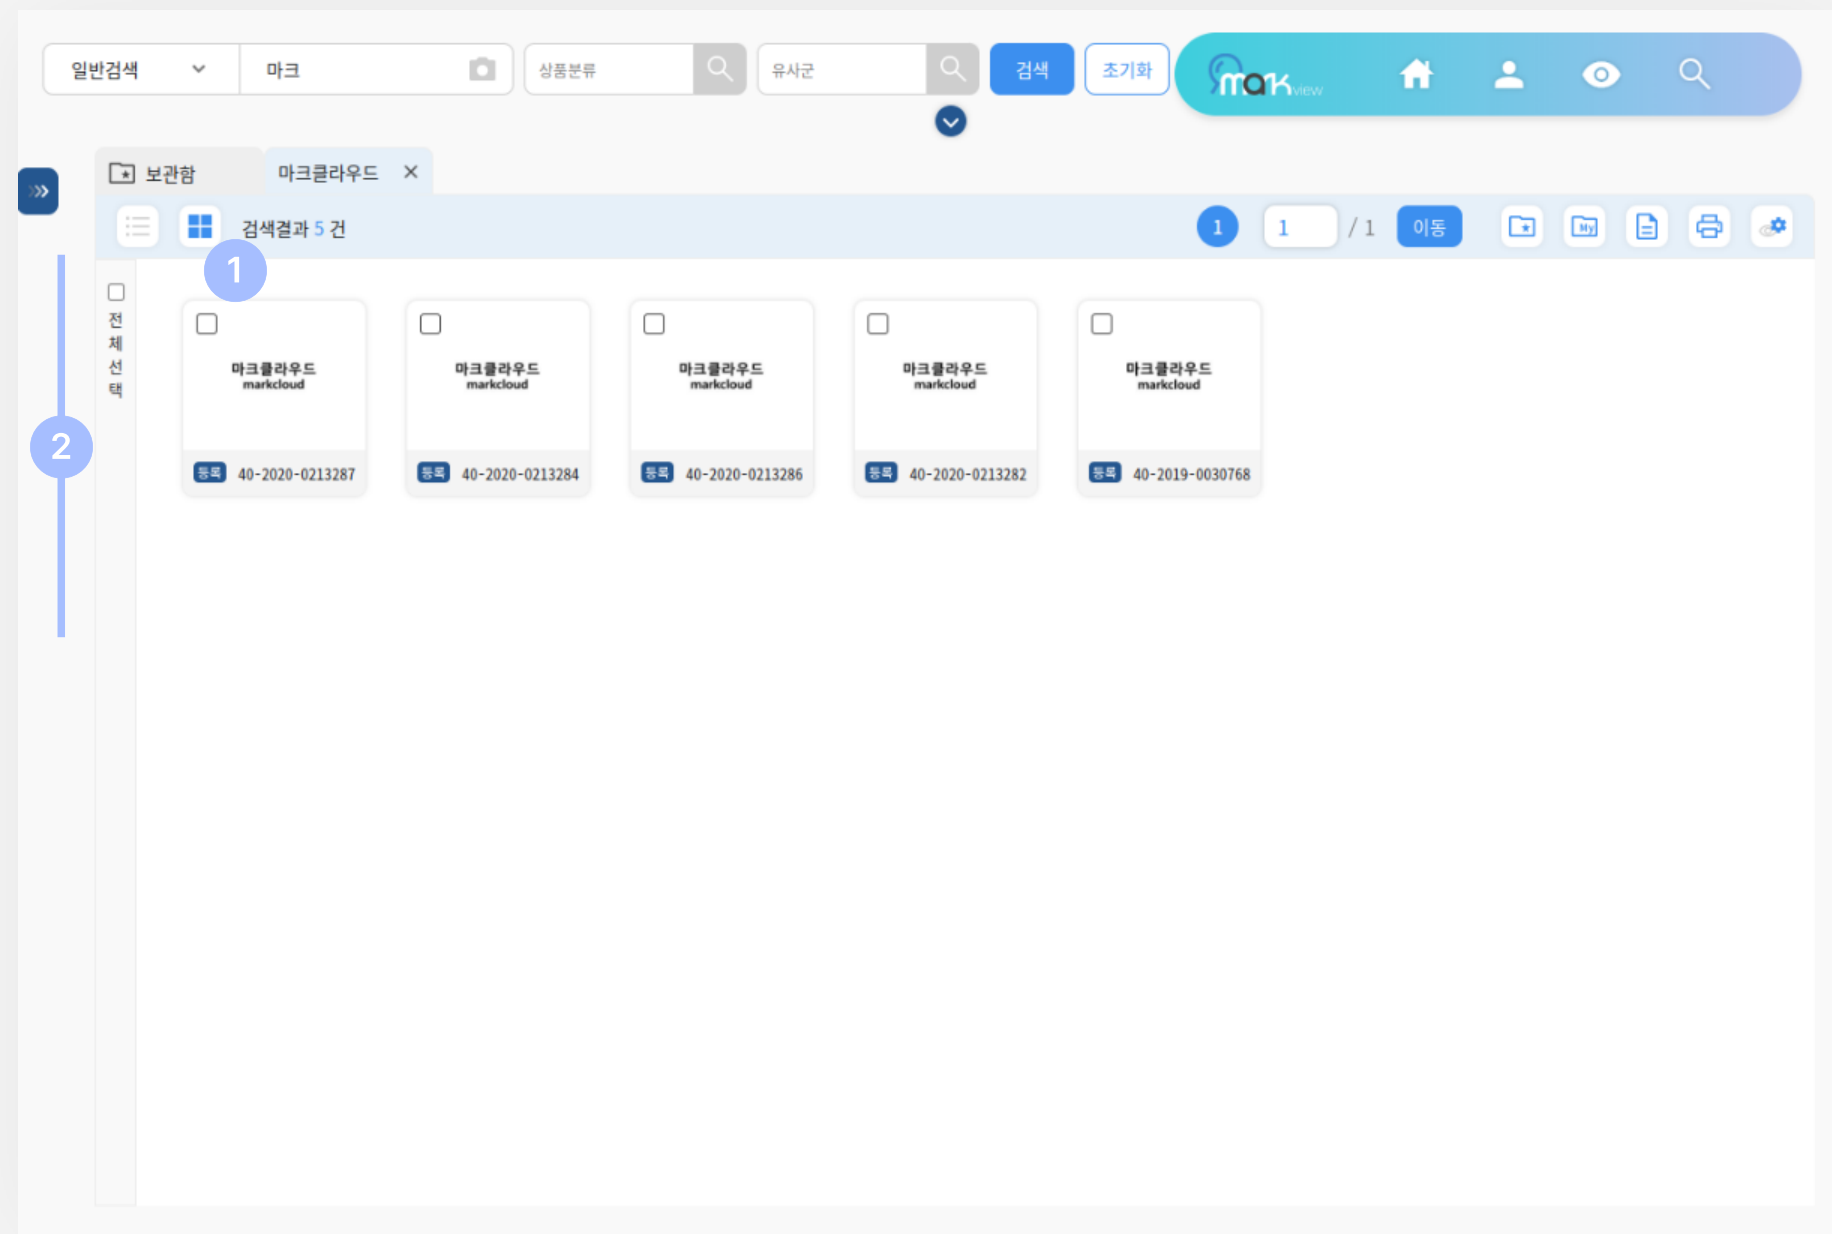 일반검색
마크
상품분류
유사군
검색
초기화
markview
보관함
마크클라우드
검색결과 5 건
1
1
/ 1
이동
My
1
2
전
체
선
택
마크클라우드
markcloud
등록 40-2020-0213287
마크클라우드
markcloud
등록 40-2020-0213284
마크클라우드
markcloud
등록 40-2020-0213286
마크클라우드
markcloud
등록 40-2020-0213282
마크클라우드
markcloud
등록 40-2019-0030768